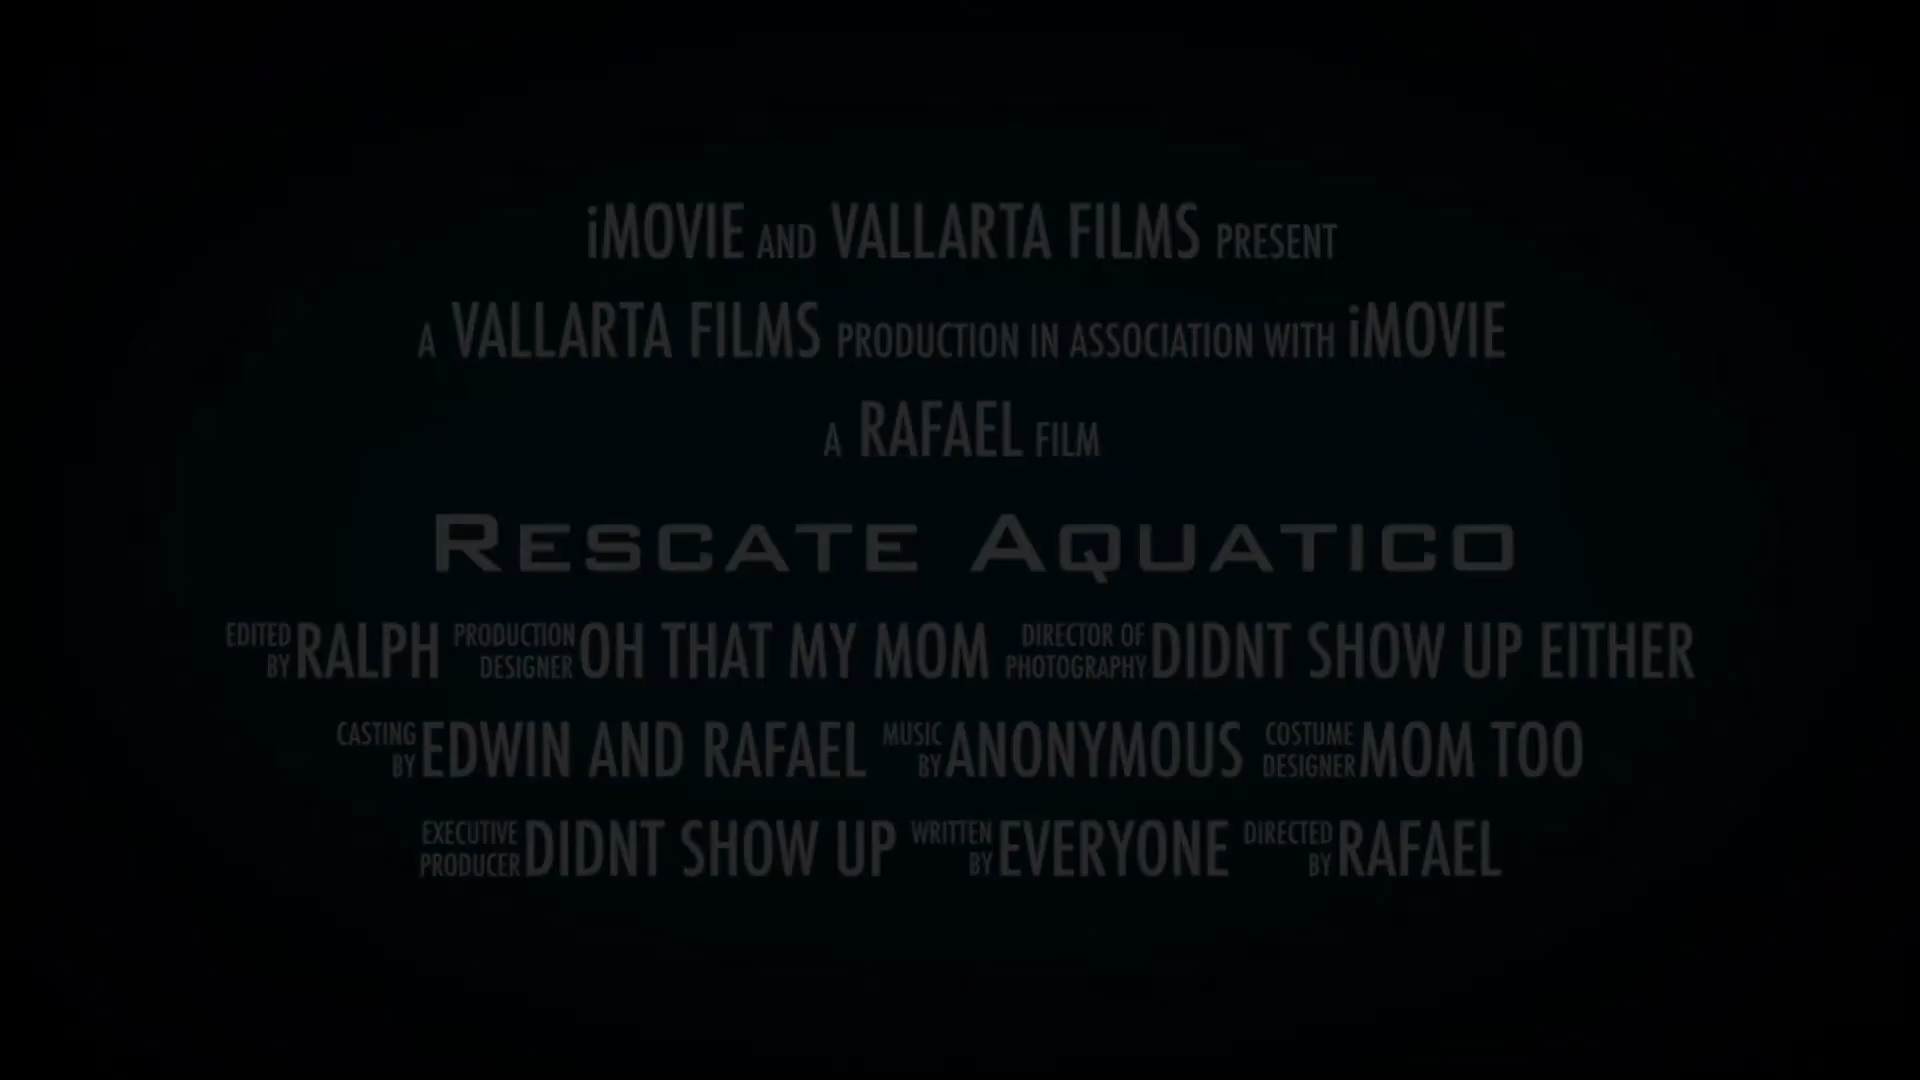 iMOVIE AND VALLARTA FILMS PRESENT
A VALLARTA FILMS PRODUCTION IN ASSOCIATION WITH iMOVIE
A RAFAEL FILM
RESCATE AQUATICO
EDITED BY RALPH PRODUCTION DESIGNER OH THAT MY MOM DIRECTOR OF PHOTOGRAPHY DIDNT SHOW UP EITHER
CASTING BY EDWIN AND RAFAEL MUSIC BY ANONYMOUS COSTUME DESIGNER MOM TOO
EXECUTIVE PRODUCER DIDNT SHOW UP WRITTEN BY EVERYONE DIRECTED BY RAFAEL